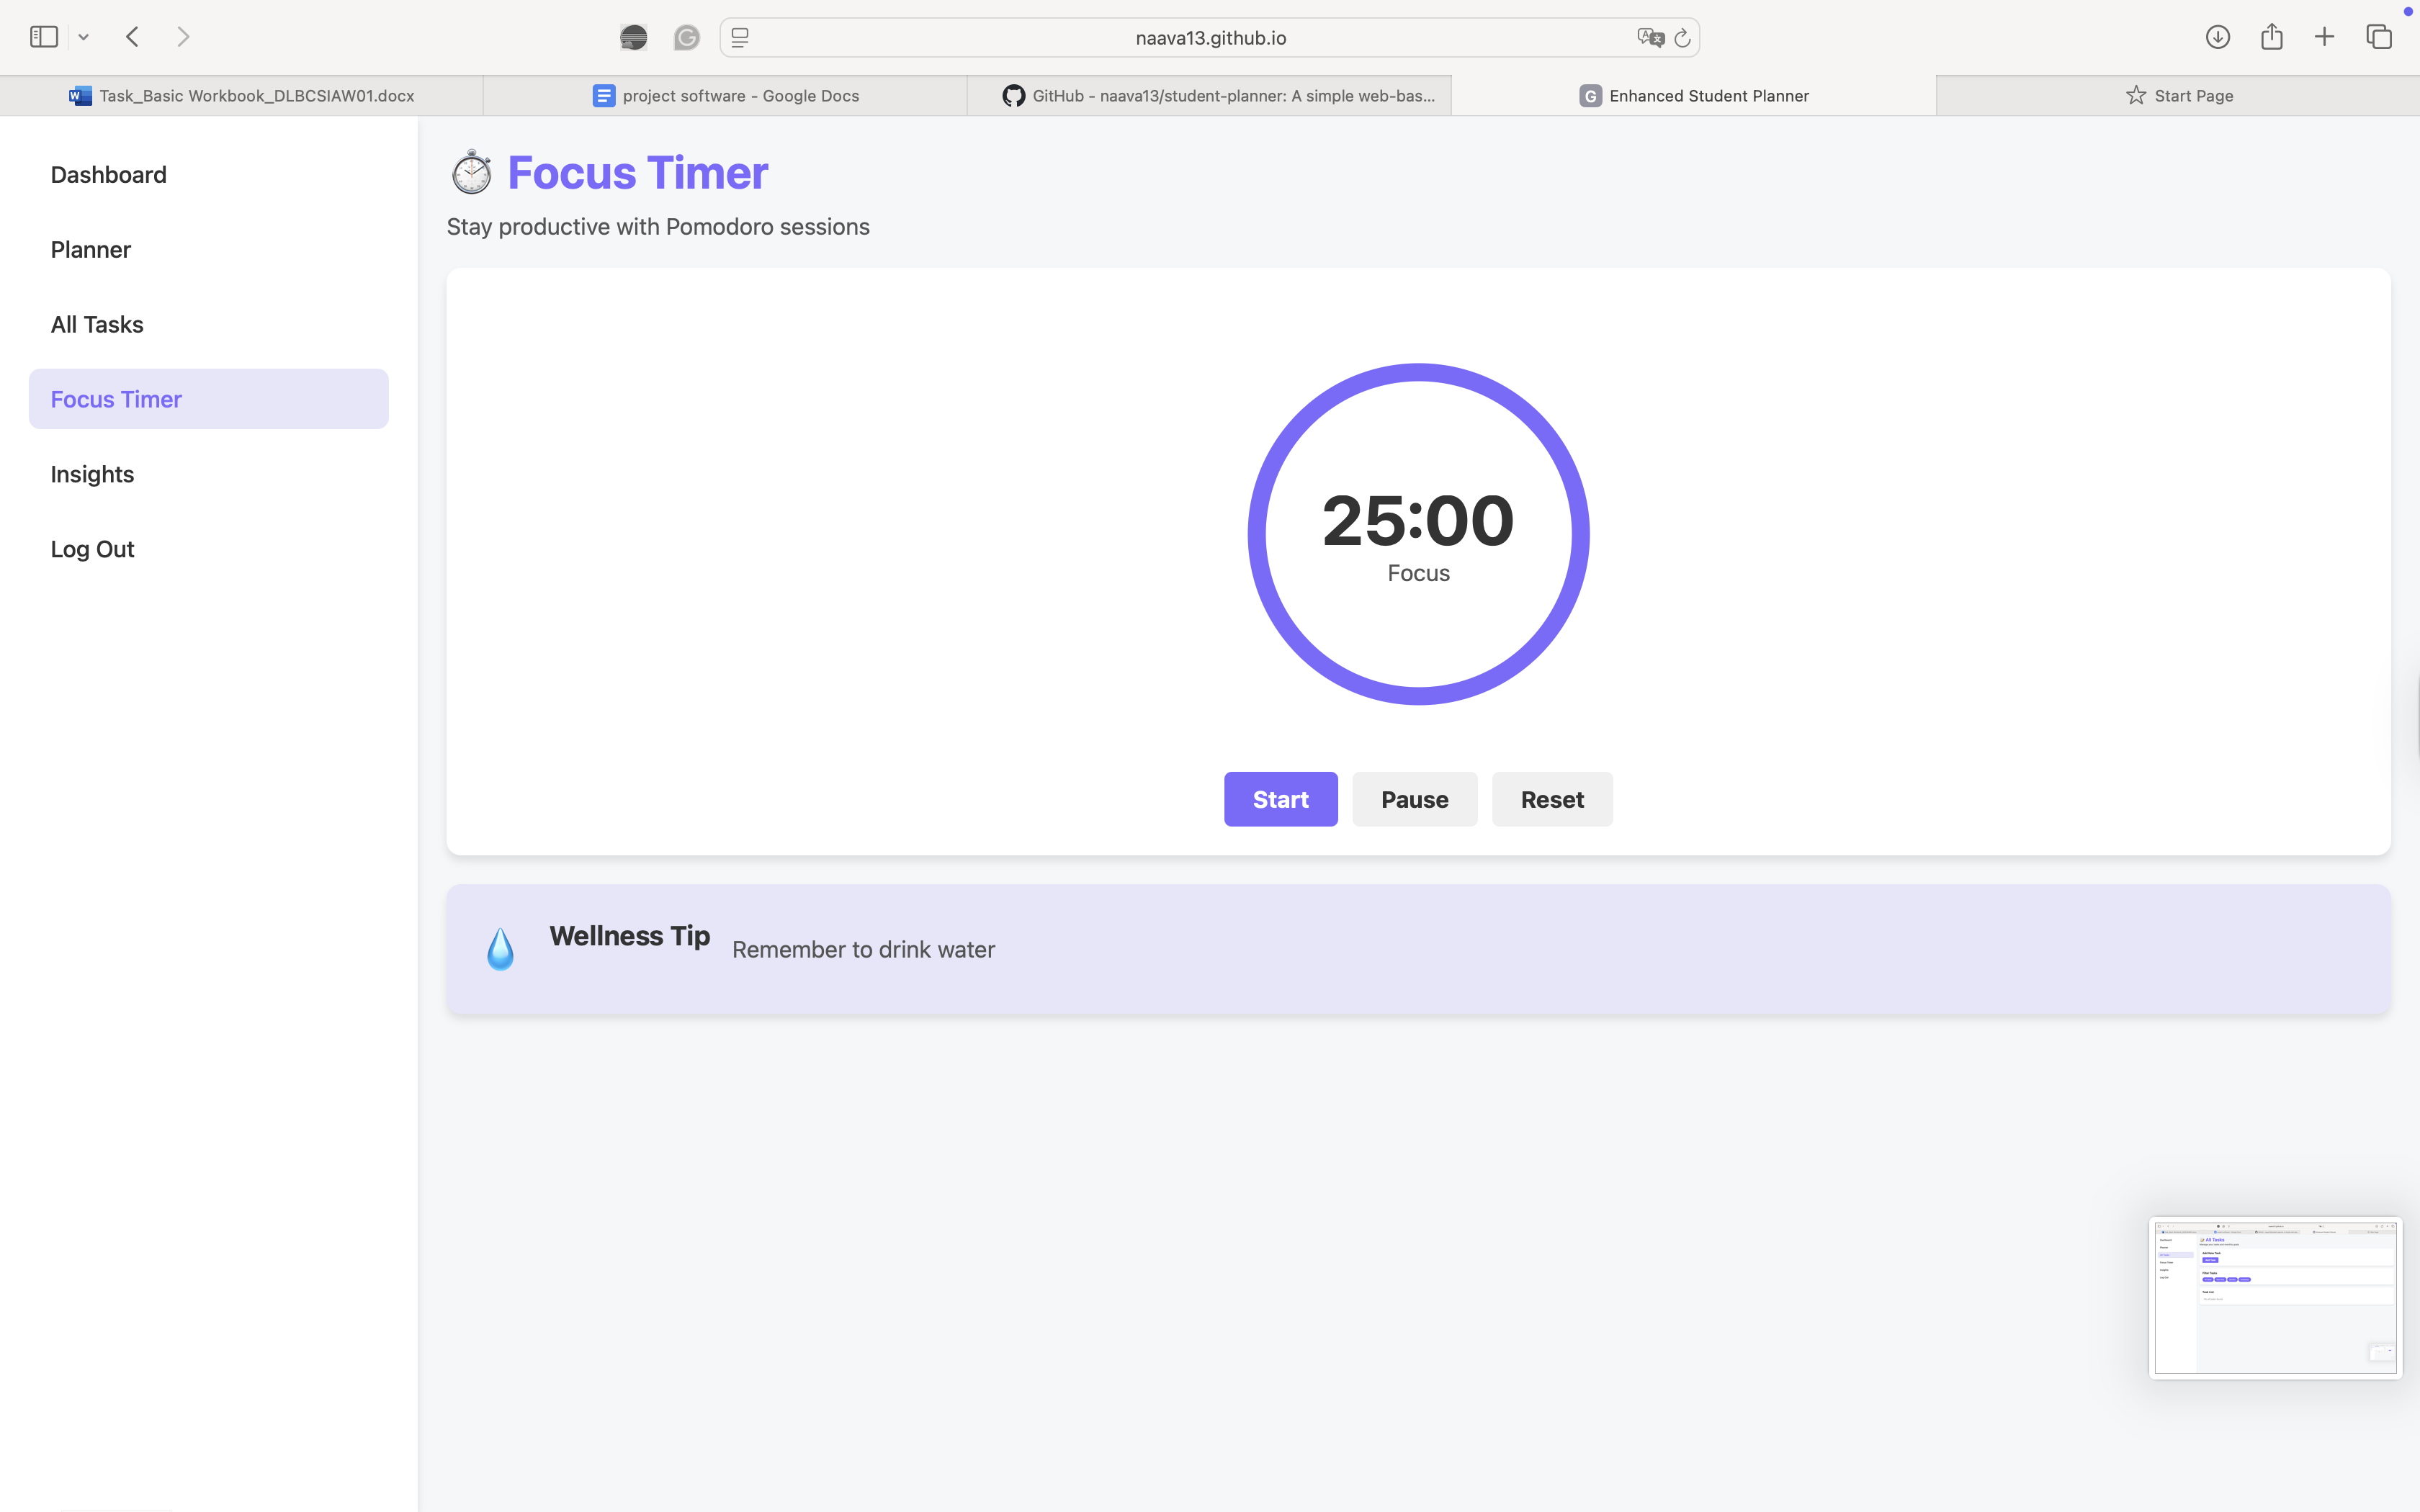 naava13.github.io
Task_Basic Workbook_DLBCSIAW01.docx
project software - Google Docs
GitHub - naava13/student-planner: A simple web-bas...
Enhanced Student Planner
Start Page
Dashboard
Planner
All Tasks
Focus Timer
Insights
Log Out
Focus Timer
Stay productive with Pomodoro sessions
25:00
Focus
Start
Pause
Reset
Wellness Tip
Remember to drink water
All Tasks